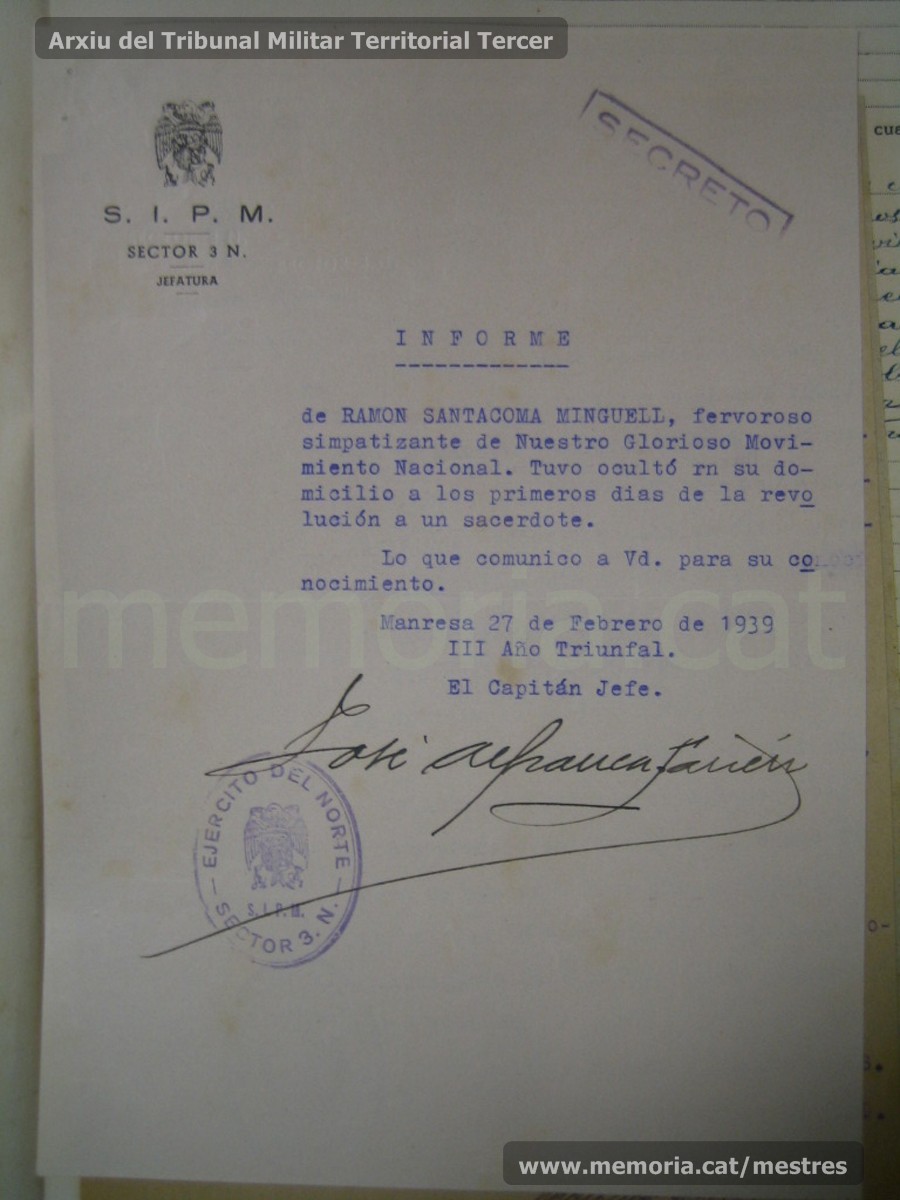 Arxiu del Tribunal Militar Territorial Tercer
SECRETO
S. I. P. M.
SECTOR 3 N.
JEFATURA
INFORME
de RAMON SANTACOMA MINGUELL, fervoroso
simpatizante de Nuestro Glorioso Movi-
miento Nacional. Tuvo ocultó rn su do-
micilio a los primeros dias de la revo
lución a un sacerdote.
Lo que comunico a Vd. para su co
nocimiento.
memoria.cat
Manresa 27 de Febrero de 1939
III Año Triunfal.
El Capitán Jefe.
José
EJERCITO DEL NORTE
S.I.P.M.
SECTOR 3. N.
www.memoria.cat/mestres